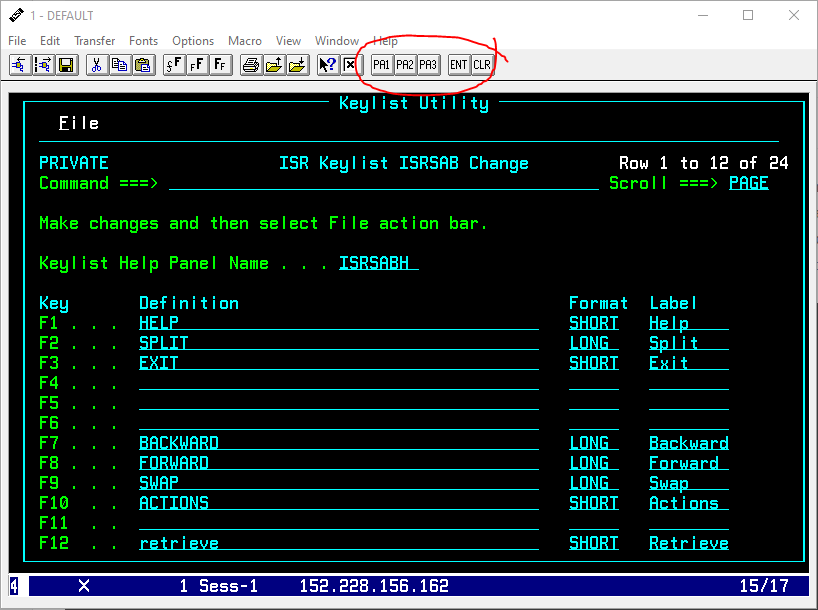 1 - DEFAULT
File Edit Transfer Fonts Options Macro View Window Help
sF rF FF PA1 PA2 PA3 ENT CLR
Keylist Utility
File
PRIVATE ISR Keylist ISRSAB Change Row 1 to 12 of 24
Command ===> Scroll ===> PAGE
Make changes and then select File action bar.
Keylist Help Panel Name . . . ISRSABH
Key Definition Format Label
F1 . . . HELP SHORT Help
F2 . . . SPLIT LONG Split
F3 . . . EXIT SHORT Exit
F4 . . .
F5 . . .
F6 . . .
F7 . . . BACKWARD LONG Backward
F8 . . . FORWARD LONG Forward
F9 . . . SWAP LONG Swap
F10 . . ACTIONS SHORT Actions
F11 . .
F12 . . retrieve SHORT Retrieve
4 X 1 Sess-1 152.228.156.162 15/17